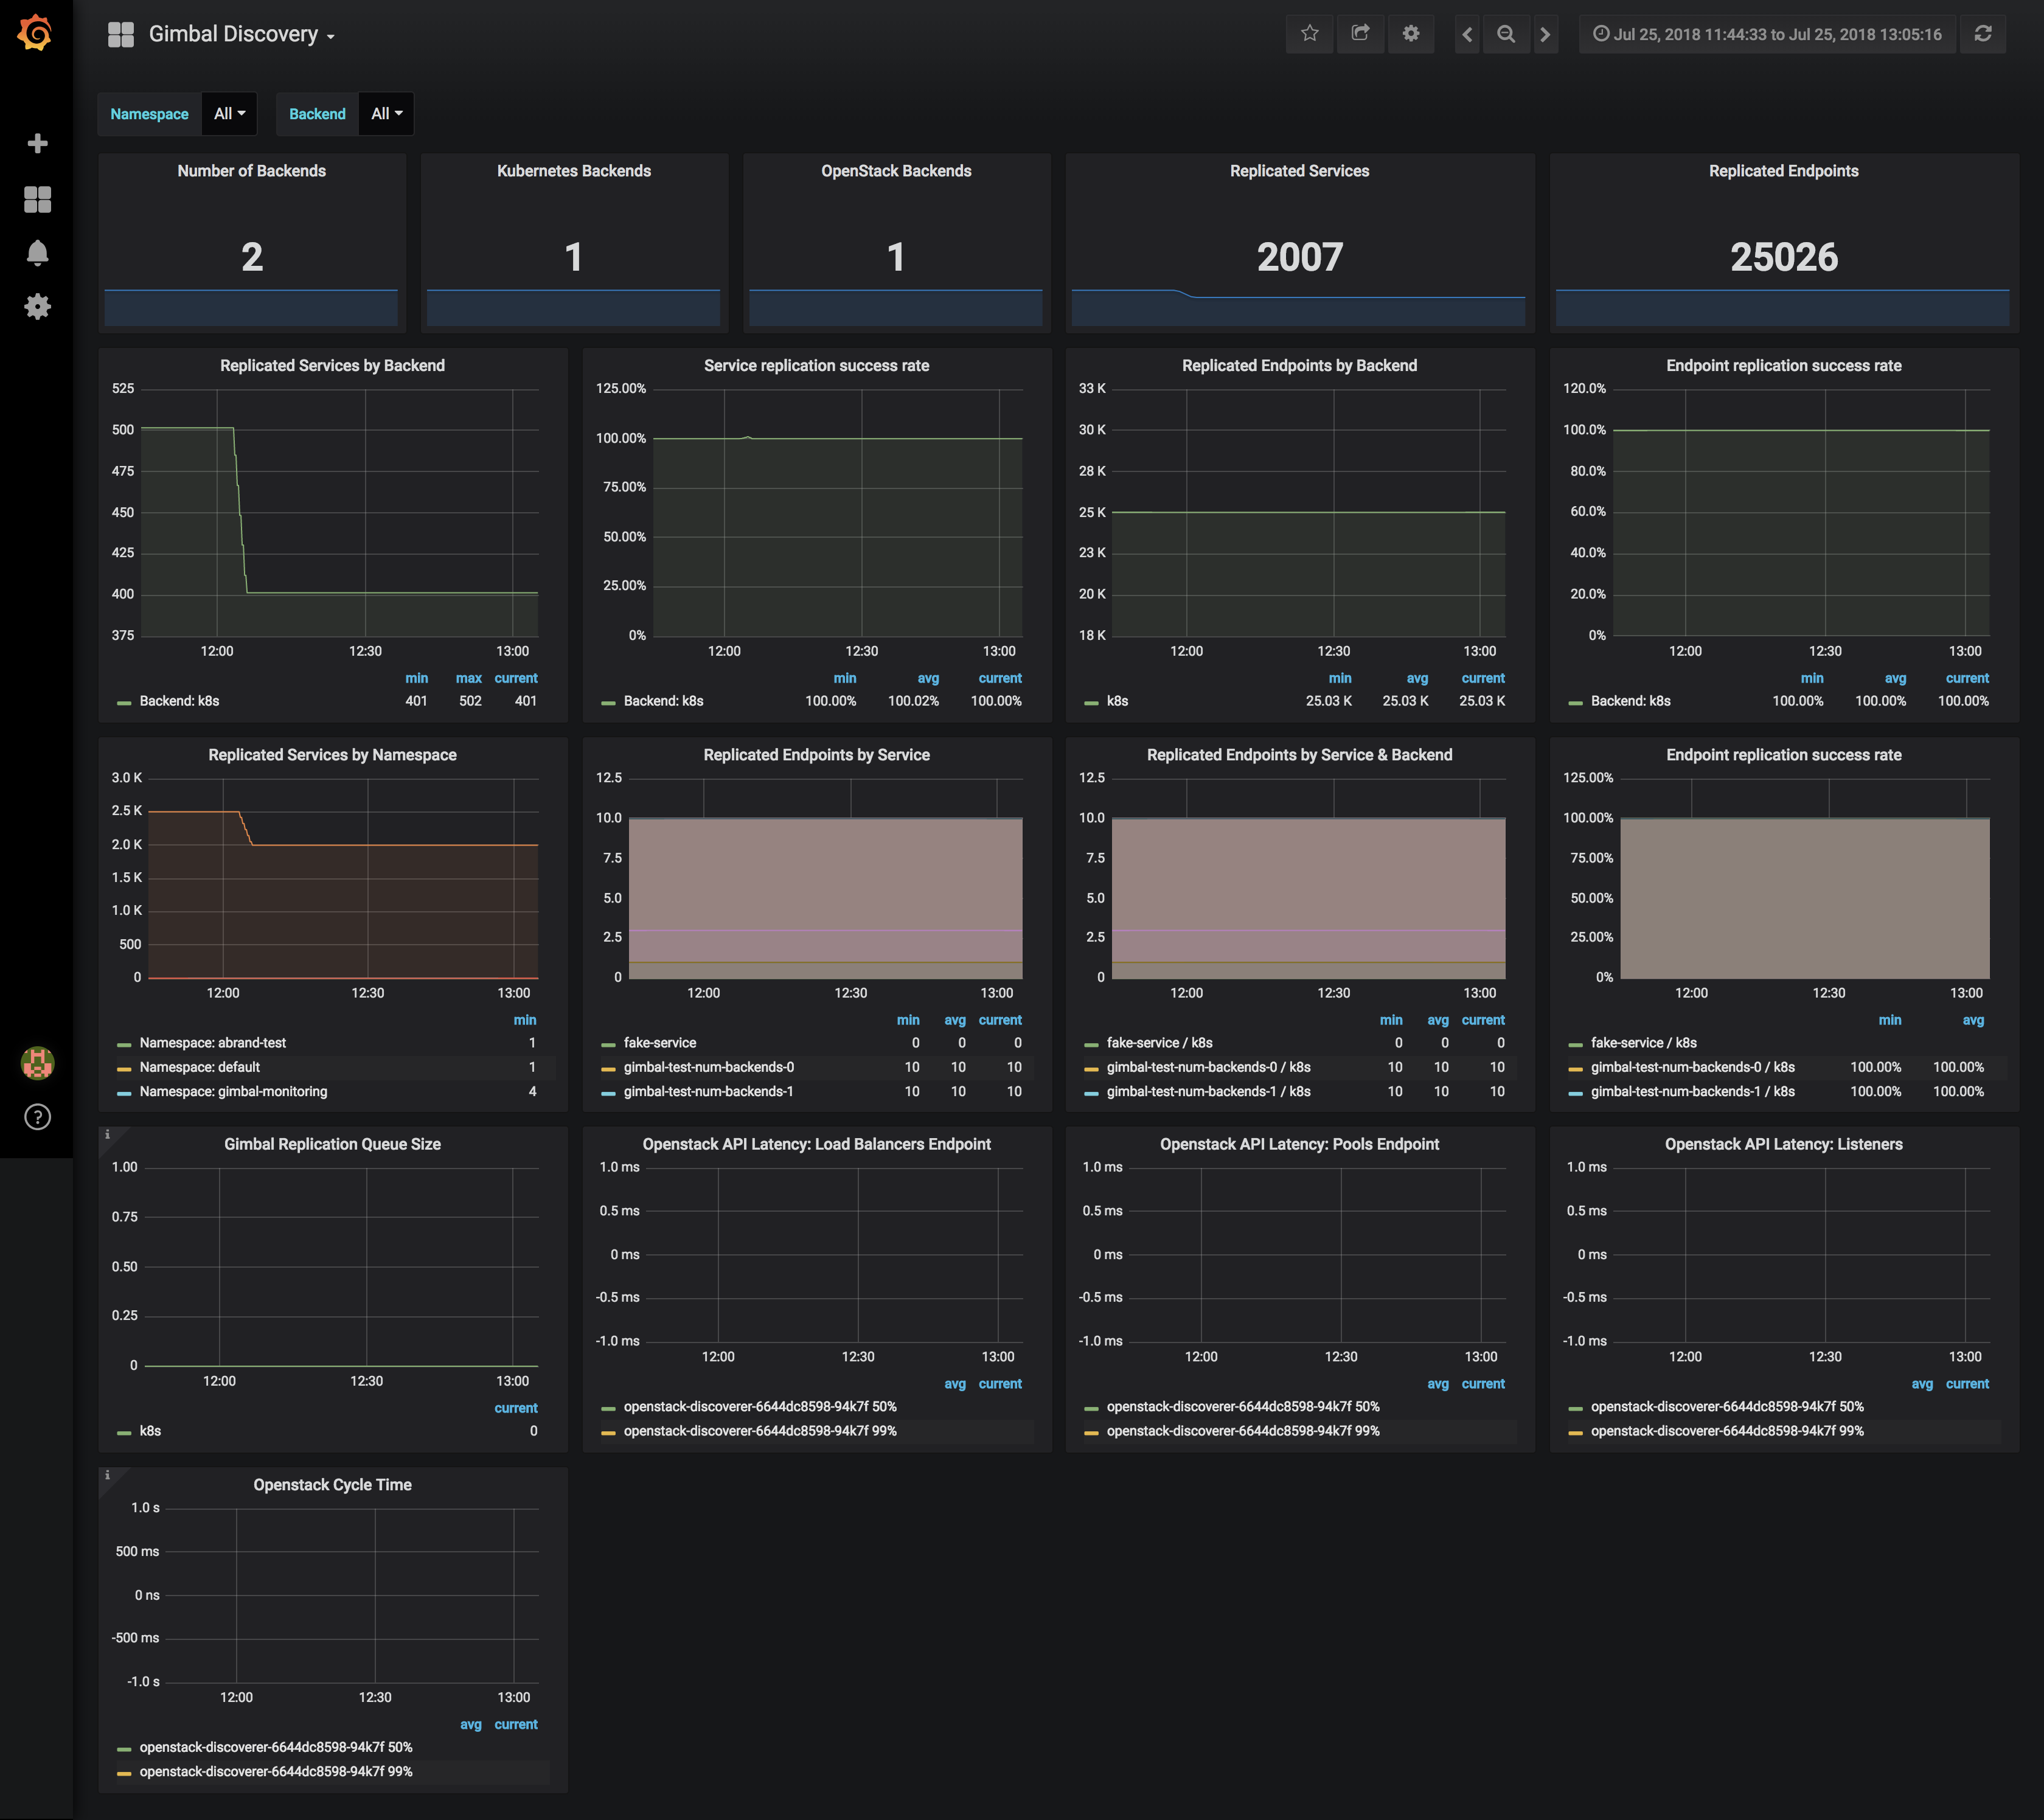 Gimbal Discovery
Jul 25, 2018 11:44:33 to Jul 25, 2018 13:05:16
Namespace All Backend All
Number of Backends
2
Kubernetes Backends
1
OpenStack Backends
1
Replicated Services
2007
Replicated Endpoints
25026
Replicated Services by Backend
525
500
475
450
425
400
375
12:00 12:30 13:00
min max current
Backend: k8s 401 502 401
Service replication success rate
125.00%
100.00%
75.00%
50.00%
25.00%
0%
12:00 12:30 13:00
min avg current
Backend: k8s 100.00% 100.02% 100.00%
Replicated Endpoints by Backend
33 K
30 K
28 K
25 K
23 K
20 K
18 K
12:00 12:30 13:00
min avg current
k8s 25.03 K 25.03 K 25.03 K
Endpoint replication success rate
120.0%
100.0%
80.0%
60.0%
40.0%
20.0%
0%
12:00 12:30 13:00
min avg current
Backend: k8s 100.00% 100.00% 100.00%
Replicated Services by Namespace
3.0 K
2.5 K
2.0 K
1.5 K
1.0 K
500
0
12:00 12:30 13:00
min
Namespace: abrand-test 1
Namespace: default 1
Namespace: gimbal-monitoring 4
Replicated Endpoints by Service
12.5
10.0
7.5
5.0
2.5
0
12:00 12:30 13:00
min avg current
fake-service 0 0 0
gimbal-test-num-backends-0 10 10 10
gimbal-test-num-backends-1 10 10 10
Replicated Endpoints by Service & Backend
12.5
10.0
7.5
5.0
2.5
0
12:00 12:30 13:00
min avg current
fake-service / k8s 0 0 0
gimbal-test-num-backends-0 / k8s 10 10 10
gimbal-test-num-backends-1 / k8s 10 10 10
Endpoint replication success rate
125.00%
100.00%
75.00%
50.00%
25.00%
0%
12:00 12:30 13:00
min avg
fake-service / k8s
gimbal-test-num-backends-0 / k8s 100.00% 100.00%
gimbal-test-num-backends-1 / k8s 100.00% 100.00%
i
Gimbal Replication Queue Size
1.00
0.75
0.50
0.25
0
12:00 12:30 13:00
current
k8s 0
Openstack API Latency: Load Balancers Endpoint
1.0 ms
0.5 ms
0 ms
-0.5 ms
-1.0 ms
12:00 12:30 13:00
avg current
openstack-discoverer-6644dc8598-94k7f 50%
openstack-discoverer-6644dc8598-94k7f 99%
Openstack API Latency: Pools Endpoint
1.0 ms
0.5 ms
0 ms
-0.5 ms
-1.0 ms
12:00 12:30 13:00
avg current
openstack-discoverer-6644dc8598-94k7f 50%
openstack-discoverer-6644dc8598-94k7f 99%
Openstack API Latency: Listeners
1.0 ms
0.5 ms
0 ms
-0.5 ms
-1.0 ms
12:00 12:30 13:00
avg current
openstack-discoverer-6644dc8598-94k7f 50%
openstack-discoverer-6644dc8598-94k7f 99%
i
Openstack Cycle Time
1.0 s
500 ms
0 ns
-500 ms
-1.0 s
12:00 12:30 13:00
avg current
openstack-discoverer-6644dc8598-94k7f 50%
openstack-discoverer-6644dc8598-94k7f 99%